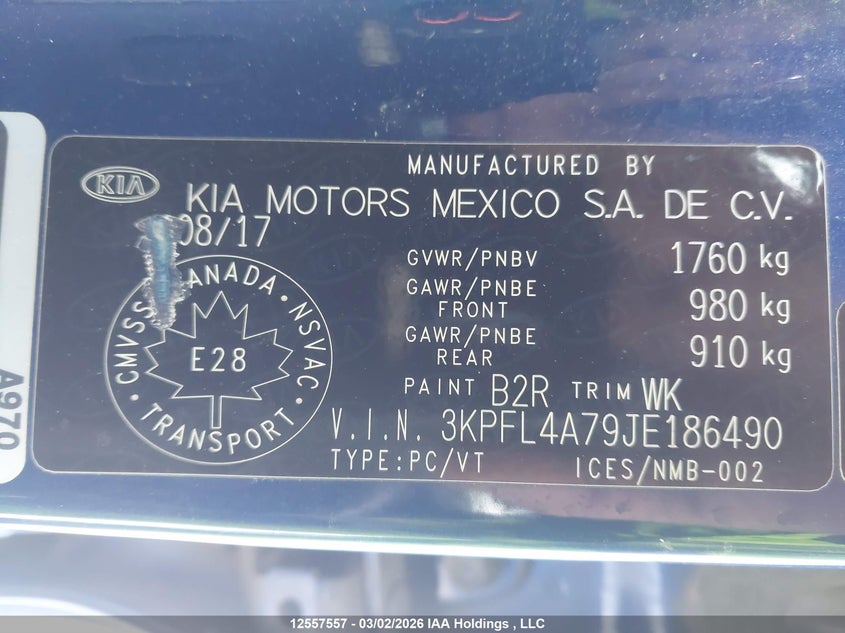 MANUFACTURED BY
KIA
KIA MOTORS MEXICO S.A. DE C.V.
08/17
GVWR/PNBV 1760 kg
GAWR/PNBE
FRONT 980 kg
GAWR/PNBE
REAR 910 kg
CMVSS • CANADA • NSVAC • TRANSPORT •
E28
PAINT B2R TRIM WK
V.I.N. 3KPFL4A79JE186490
TYPE:PC/VT ICES/NMB-002
A970
12557557 - 03/02/2026 IAA Holdings , LLC